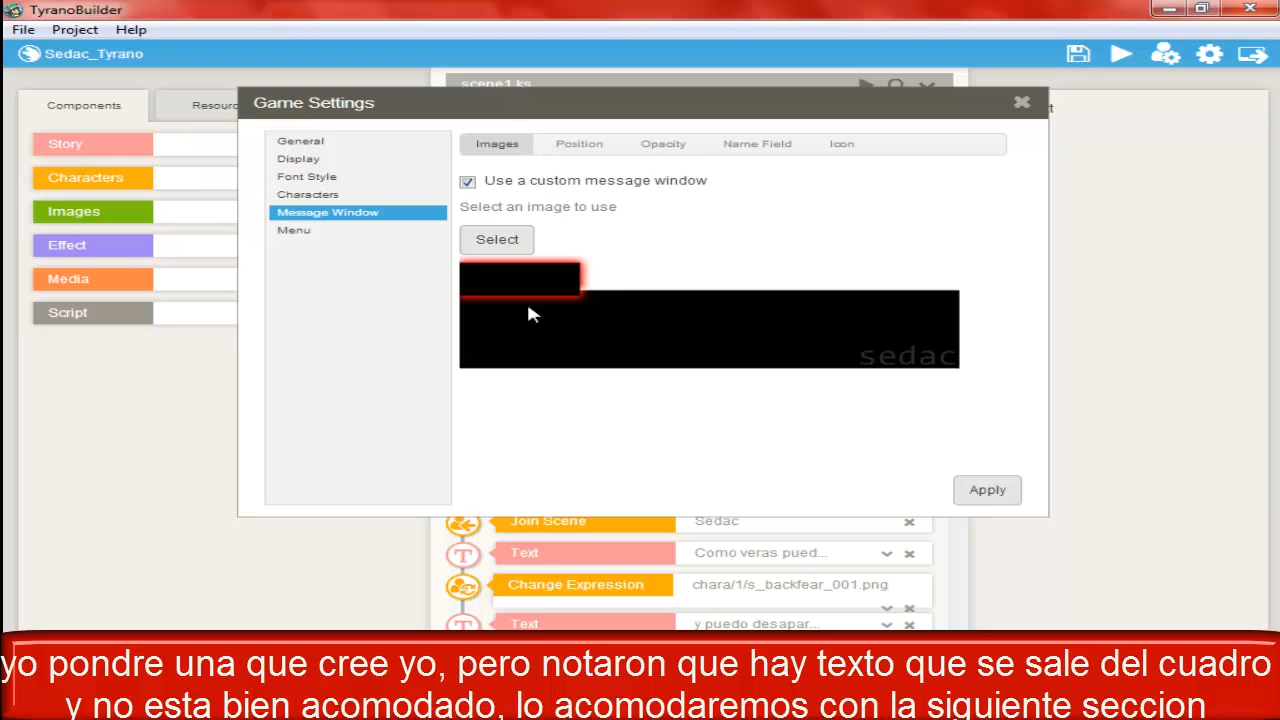 TyranoBuilder
File Project Help
Sedac_Tyrano
scene1.ks
Components
Resourc
Game Settings
Story
Characters
Images
Effect
Media
Script
General
Display
Font Style
Characters
Message Window
Menu
Images Position Opacity Name Field Icon
Use a custom message window
Select an image to use
Select
sedac
Apply
Join Scene Sedac
Text Como veras pued...
Change Expression chara/1/s_backfear_001.png
Text y puedo desapar...
yo pondre una que cree yo, pero notaron que hay texto que se sale del cuadro
y no esta bien acomodado, lo acomodaremos con la siguiente seccion